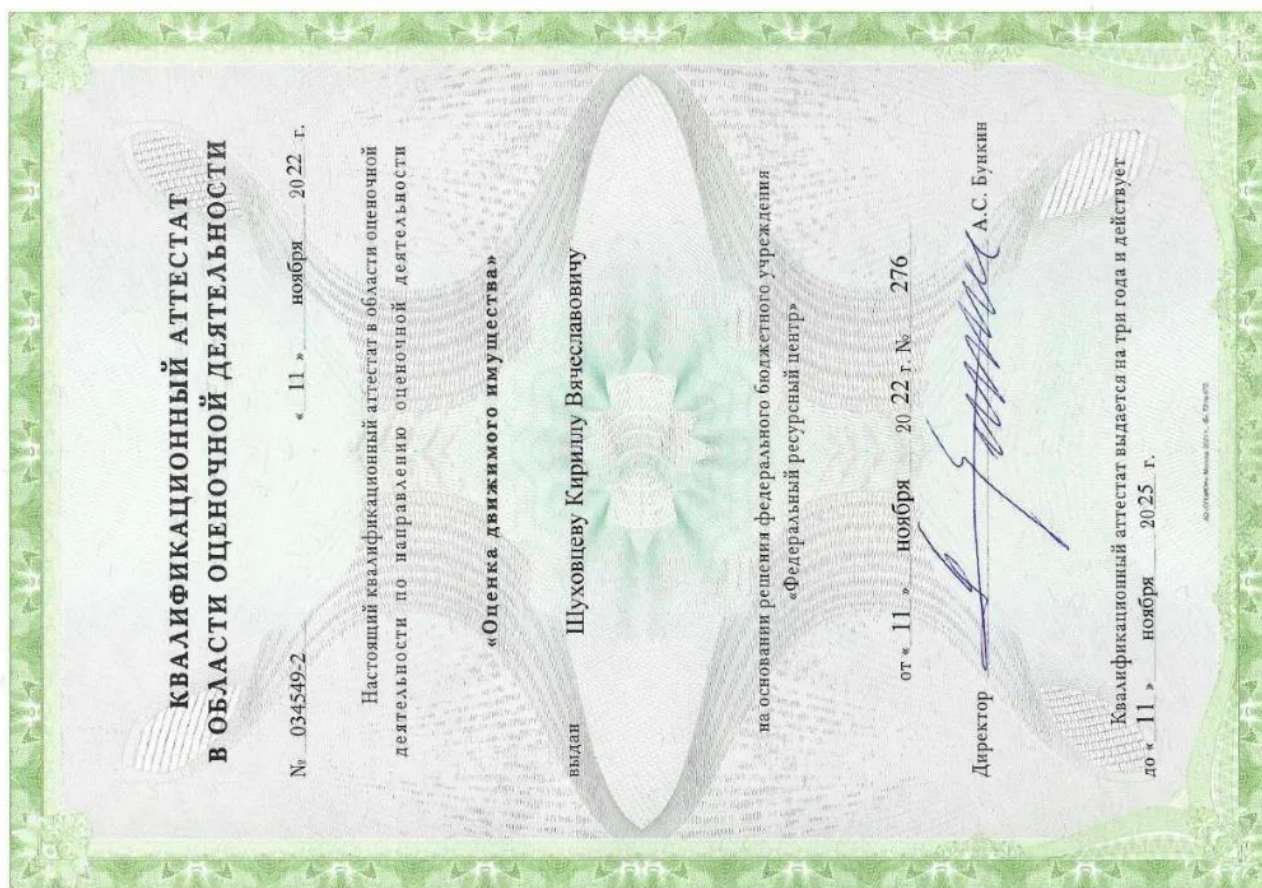 КВАЛИФИКАЦИОННЫЙ АТТЕСТАТ
В ОБЛАСТИ ОЦЕНОЧНОЙ ДЕЯТЕЛЬНОСТИ
№ 034549-2 « 11 » ноября 2022 г.
Настоящий квалификационный аттестат в области оценочной
деятельности по направлению оценочной деятельности
«Оценка движимого имущества»
выдан Шуховцеву Кириллу Вячеславовичу
на основании решения федерального бюджетного учреждения
«Федеральный ресурсный центр»
от « 11 » ноября 20 22 г. № 276
Директор А.С. Бункин
Квалификационный аттестат выдается на три года и действует
до « 11 » ноября 2025 г.